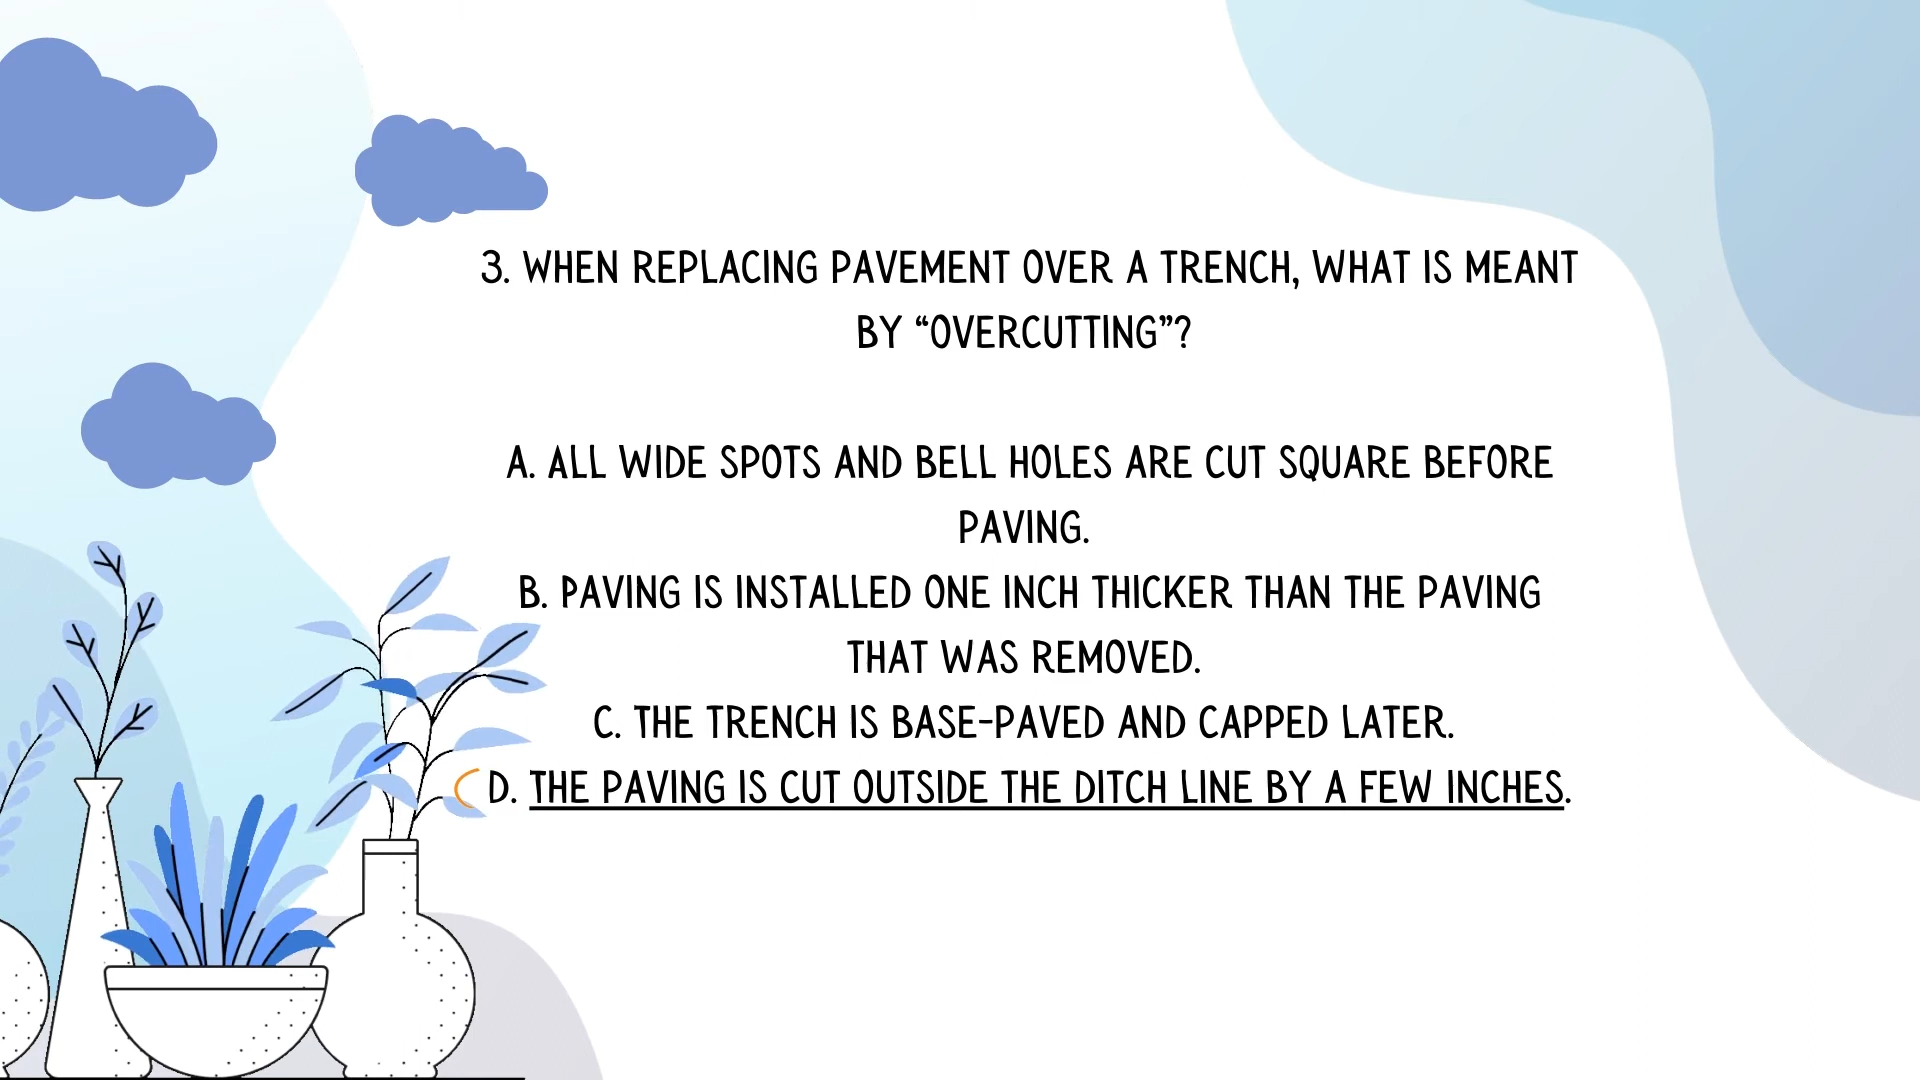 3. WHEN REPLACING PAVEMENT OVER A TRENCH, WHAT IS MEANT
BY “OVERCUTTING”?
A. ALL WIDE SPOTS AND BELL HOLES ARE CUT SQUARE BEFORE
PAVING.
B. PAVING IS INSTALLED ONE INCH THICKER THAN THE PAVING
THAT WAS REMOVED.
C. THE TRENCH IS BASE-PAVED AND CAPPED LATER.
D. THE PAVING IS CUT OUTSIDE THE DITCH LINE BY A FEW INCHES.